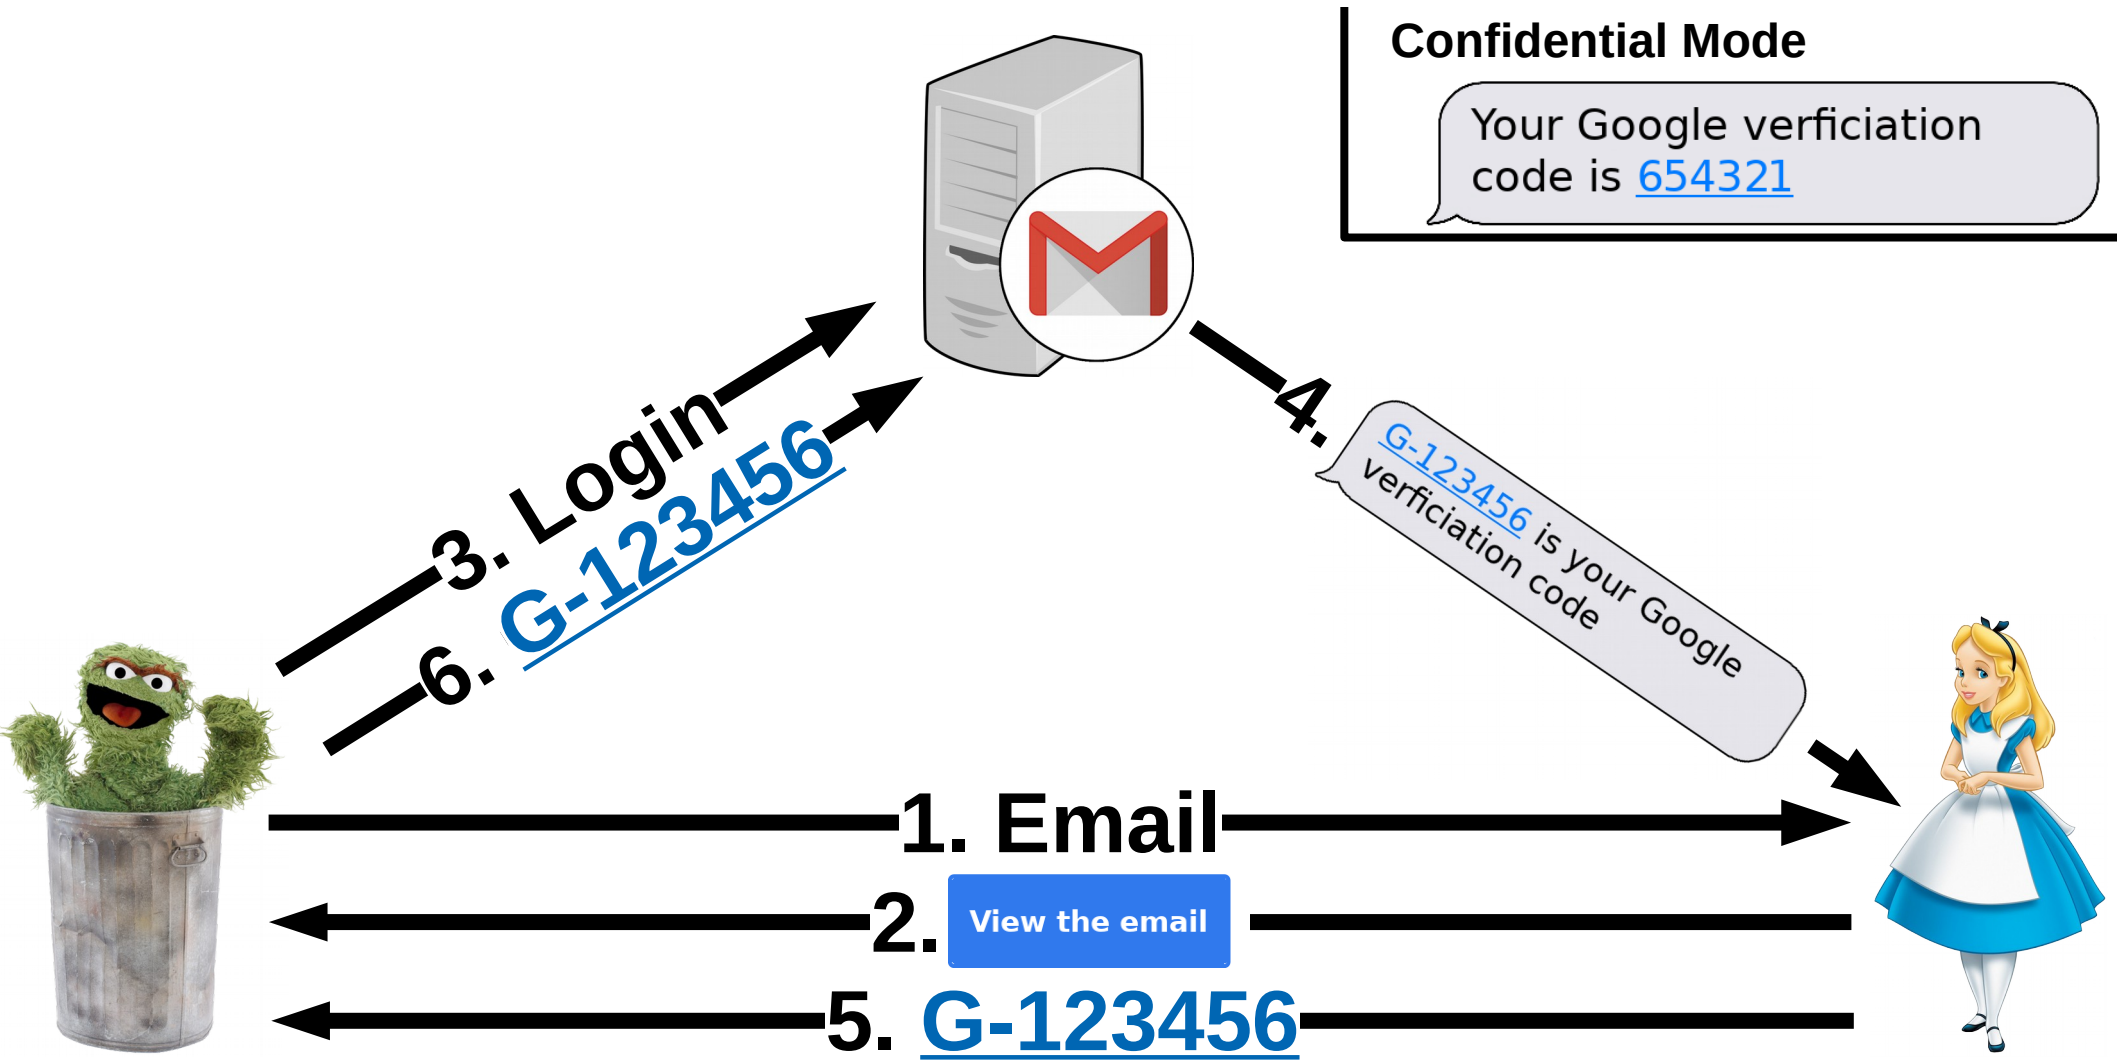 Confidential Mode
Your Google verficiation
code is 654321
3. Login
6. G-123456
4.
G-123456 is your Google
verficiation code
1. Email
2. View the email
5. G-123456